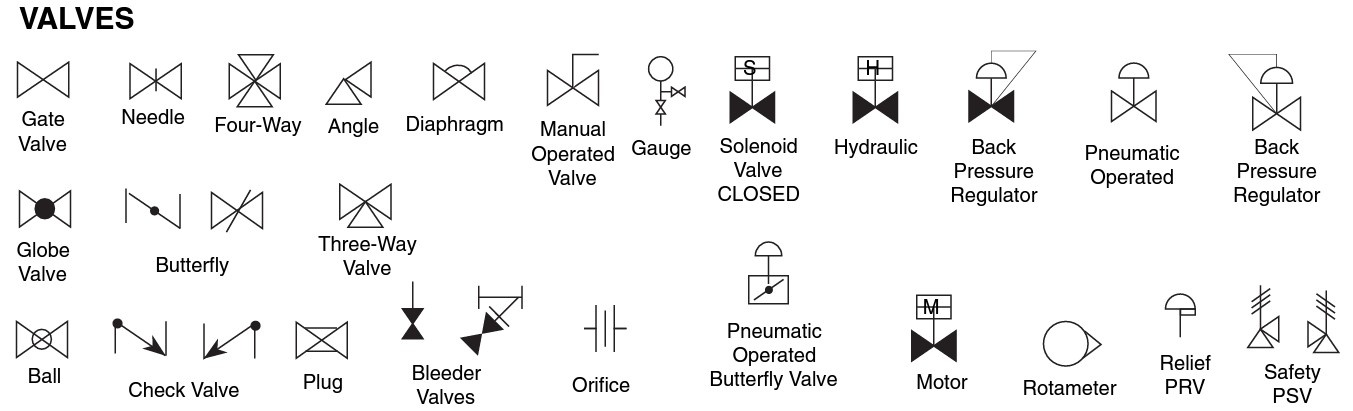 VALVES
Gate
Valve
Needle
Four-Way
Angle
Diaphragm
Manual
Operated
Valve
Gauge
S
Solenoid
Valve
CLOSED
H
Hydraulic
Back
Pressure
Regulator
Pneumatic
Operated
Back
Pressure
Regulator
Globe
Valve
Butterfly
Three-Way
Valve
Ball
Check Valve
Plug
Bleeder
Valves
Orifice
Pneumatic
Operated
Butterfly Valve
M
Motor
Rotameter
Relief
PRV
Safety
PSV